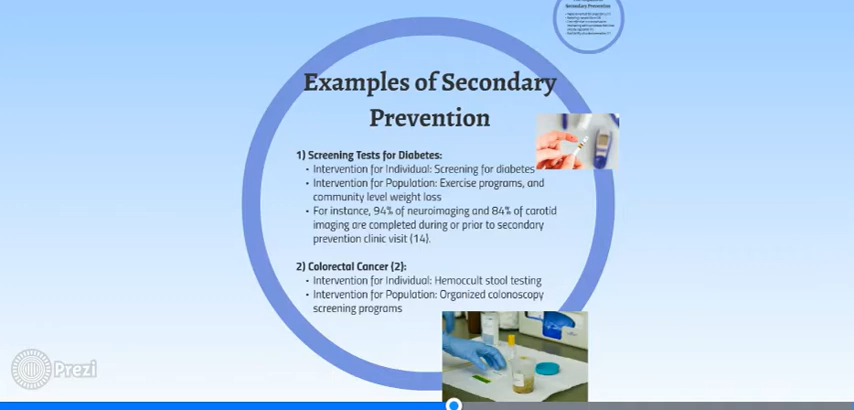 Secondary Prevention
Examples of Secondary
Prevention
1) Screening Tests for Diabetes:
• Intervention for Individual: Screening for diabetes
• Intervention for Population: Exercise programs, and
community level weight loss
• For instance, 94% of neuroimaging and 84% of carotid
imaging are completed during or prior to secondary
prevention clinic visit (14).
2) Colorectal Cancer (2):
• Intervention for Individual: Hemoccult stool testing
• Intervention for Population: Organized colonoscopy
screening programs
Prezi